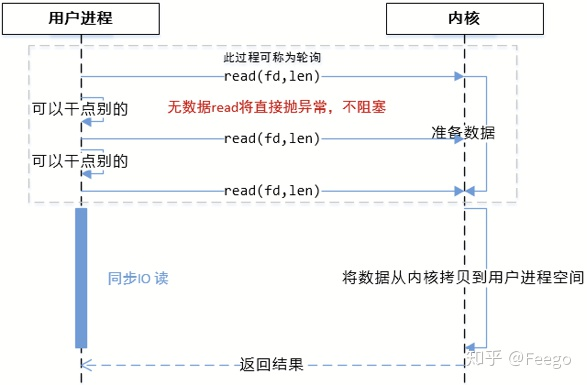 用户进程
内核
此过程可称为轮询
read(fd,len)
可以干点别的
无数据read将直接抛异常，不阻塞
准备数据
read(fd,len)
可以干点别的
read(fd,len)
同步IO 读
将数据从内核拷贝到用户进程空间
返回结果
知乎 @Feego